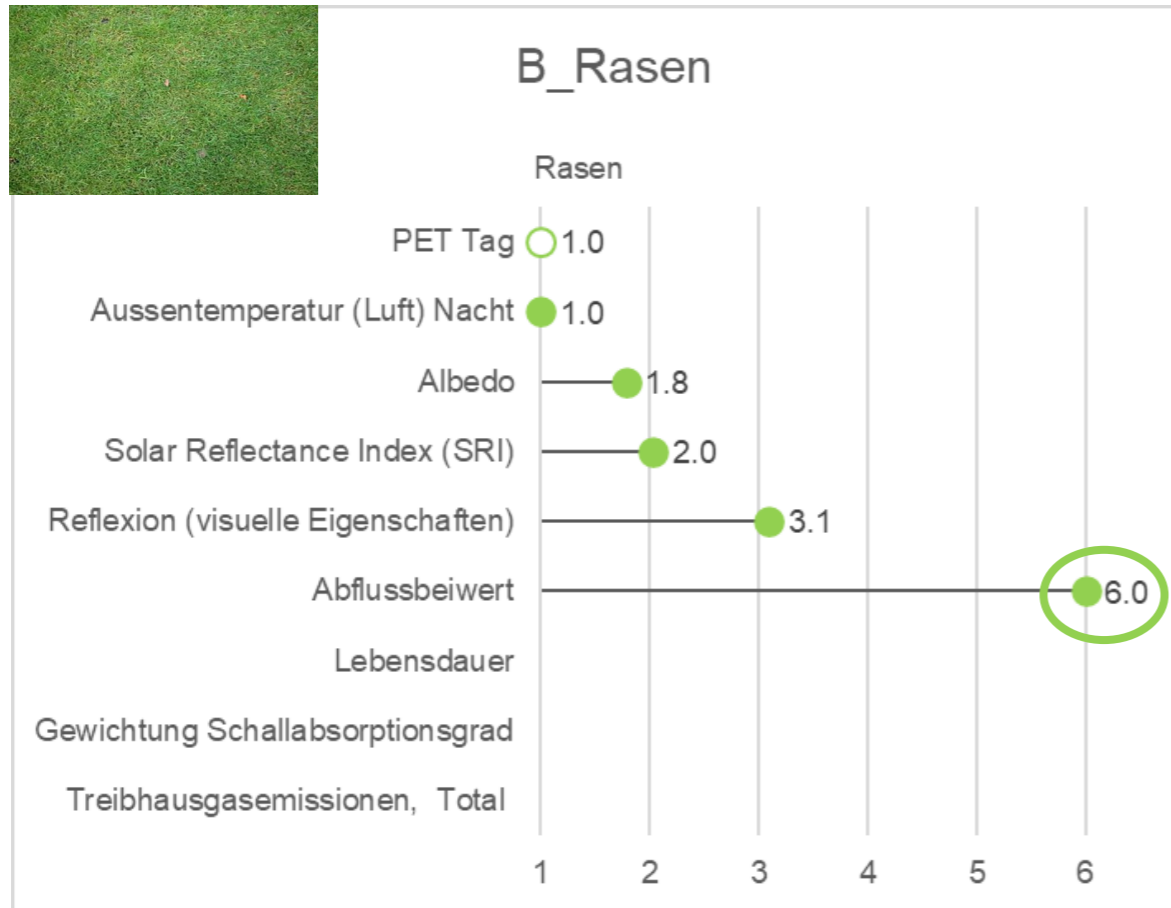 B_Rasen
Rasen
PET Tag 1.0
Aussentemperatur (Luft) Nacht 1.0
Albedo 1.8
Solar Reflectance Index (SRI) 2.0
Reflexion (visuelle Eigenschaften) 3.1
Abflussbeiwert 6.0
Lebensdauer
Gewichtung Schallabsorptionsgrad
Treibhausgasemissionen, Total
1 2 3 4 5 6